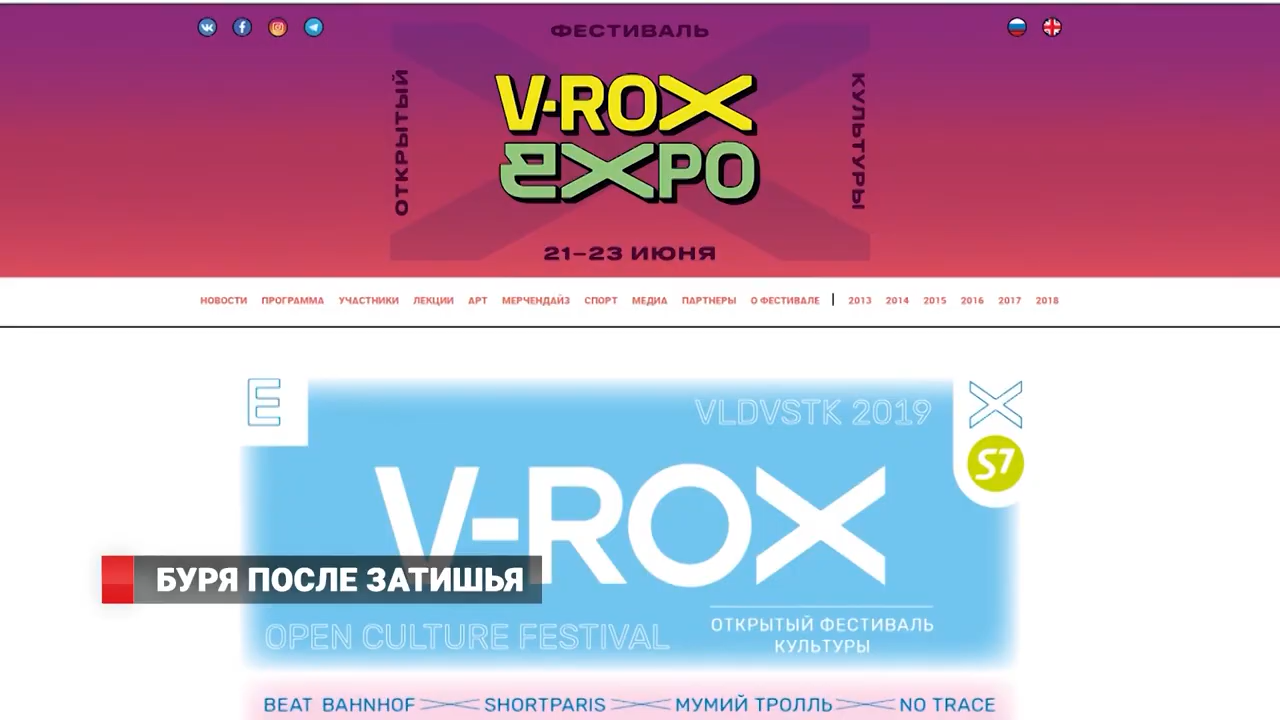 ФЕСТИВАЛЬ
ОТКРЫТЫЙ
V-ROX
EXPO
КУЛЬТУРЫ
21–23 ИЮНЯ
НОВОСТИ ПРОГРАММА УЧАСТНИКИ ЛЕКЦИИ АРТ МЕРЧЕНДАЙЗ СПОРТ МЕДИА ПАРТНЕРЫ О ФЕСТИВАЛЕ | 2013 2014 2015 2016 2017 2018
E
VLDVSTK 2019
X
S7
V-ROX
БУРЯ ПОСЛЕ ЗАТИШЬЯ
OPEN CULTURE FESTIVAL
ОТКРЫТЫЙ ФЕСТИВАЛЬ
КУЛЬТУРЫ
BEAT BAHNHOF SHORTPARIS МУМИЙ ТРОЛЛЬ NO TRACE